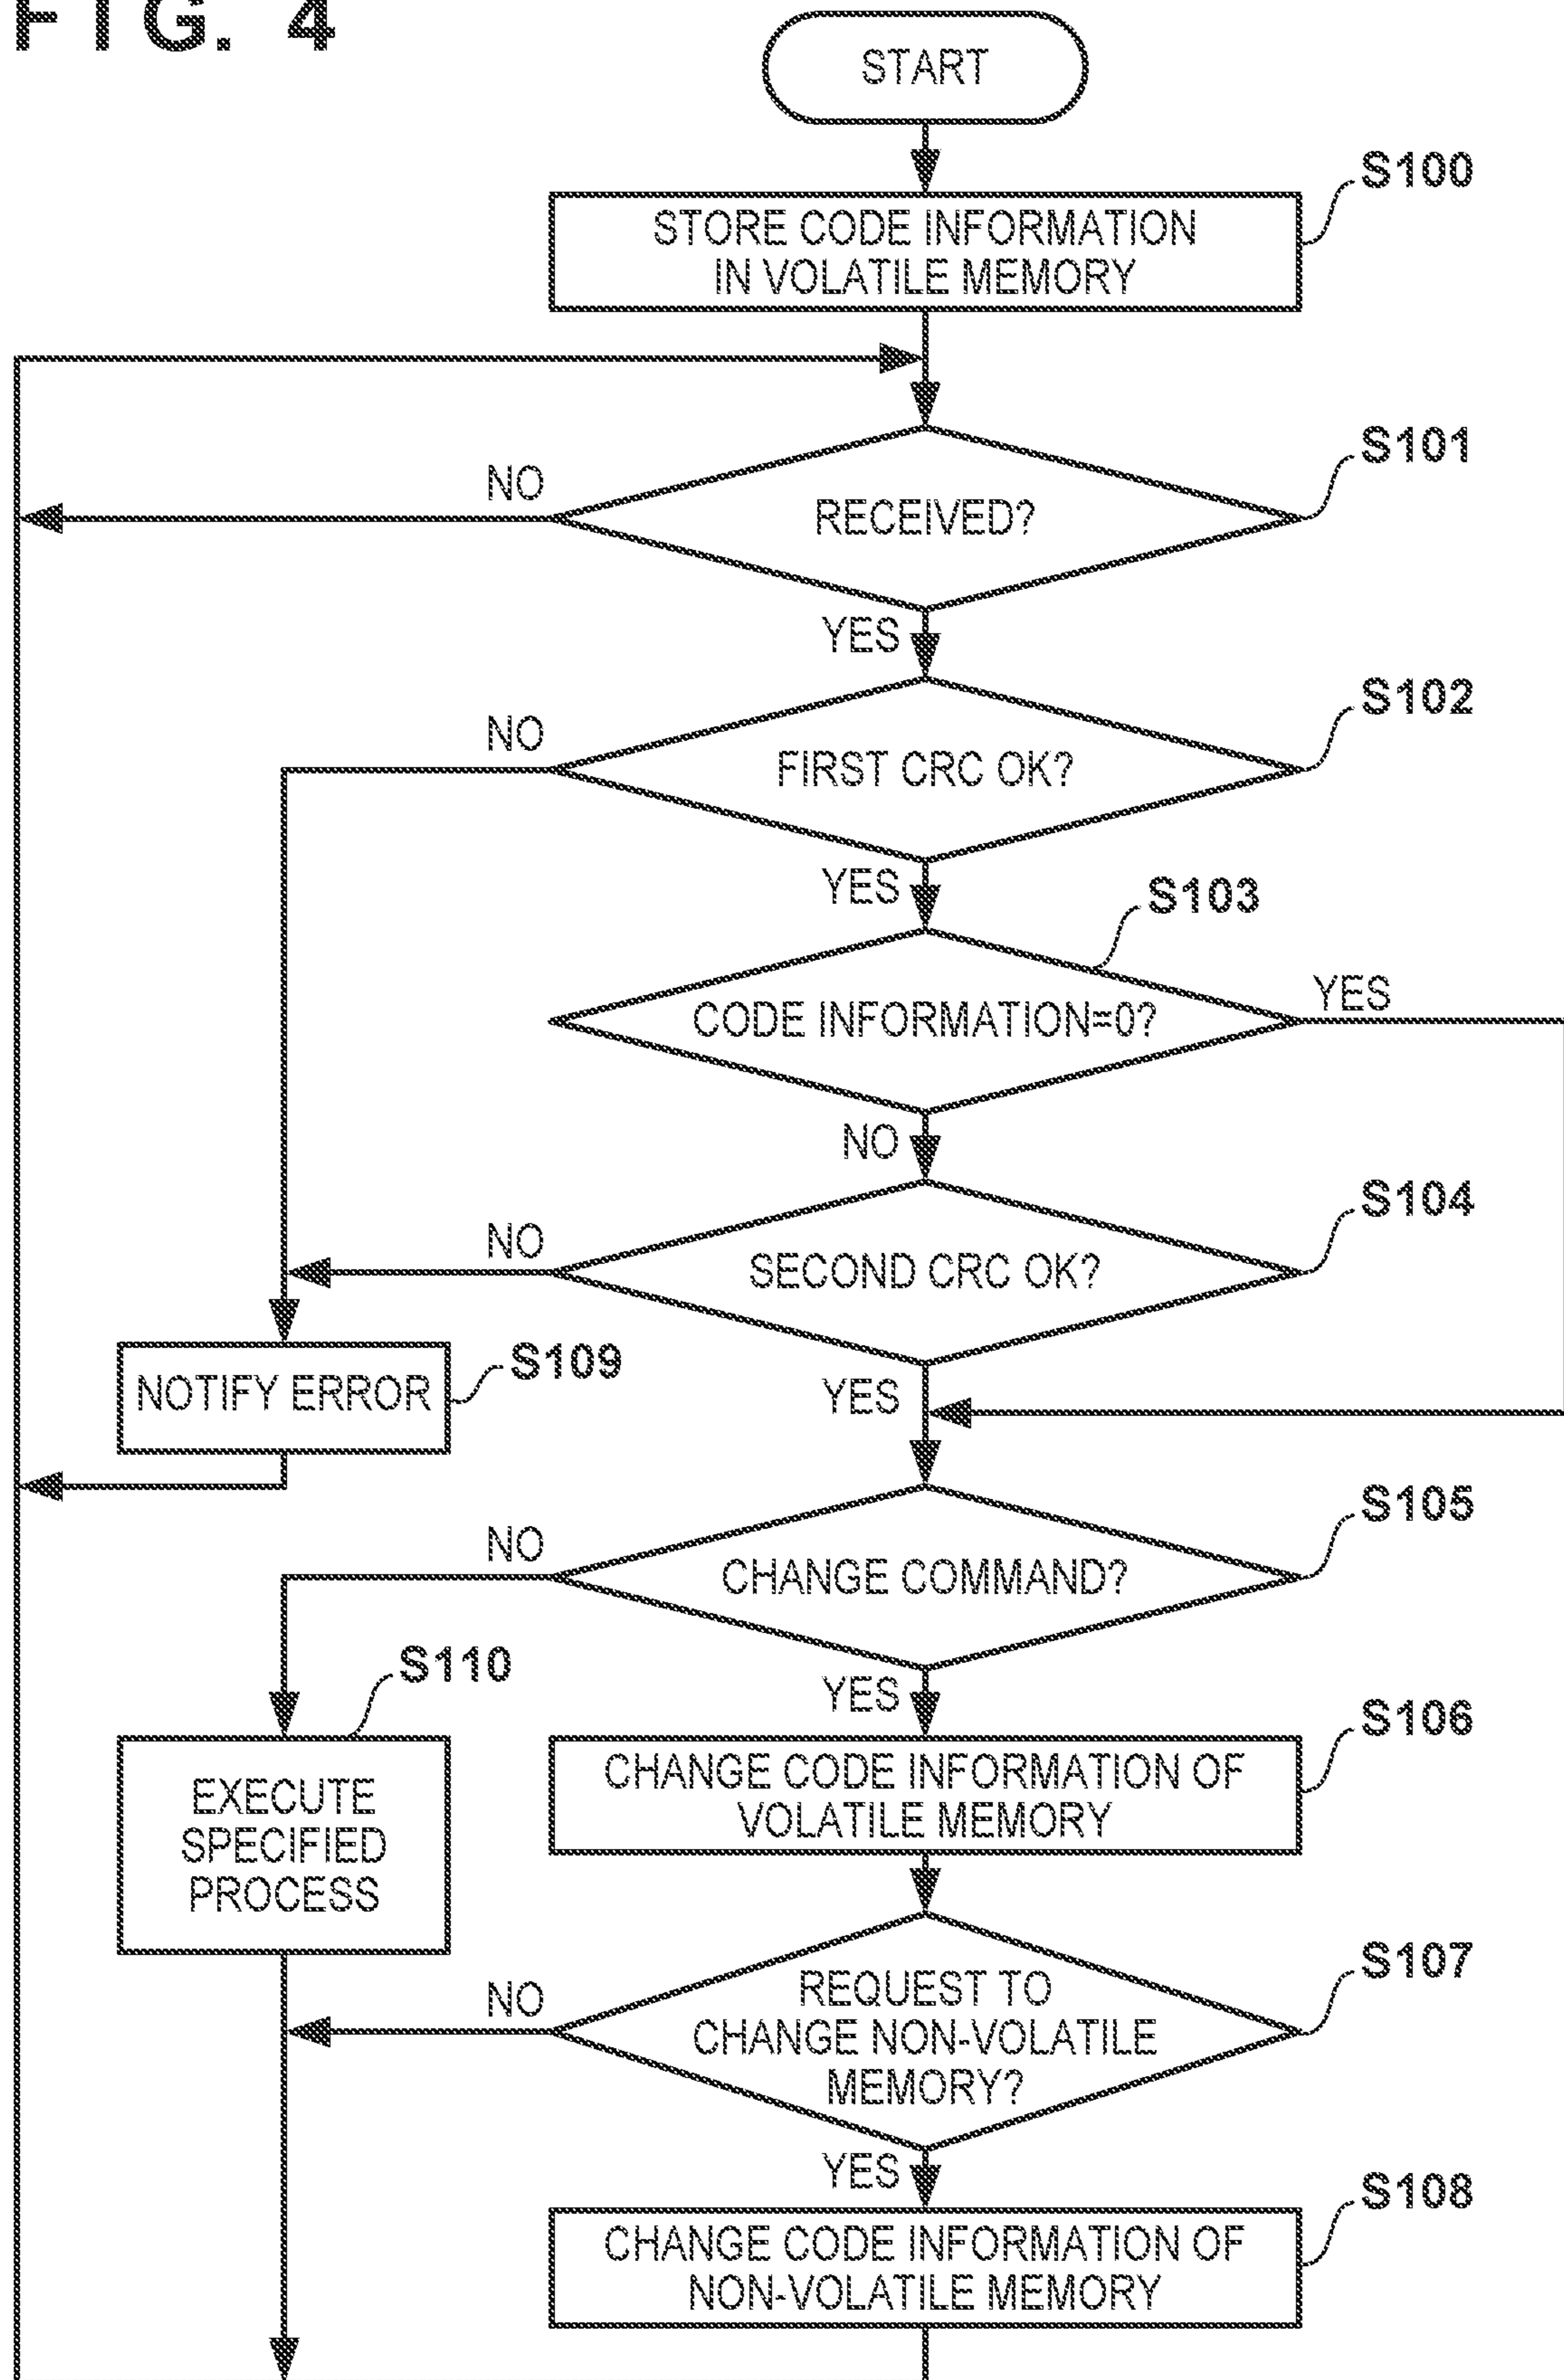 FIG. 4
START
S100
STORE CODE INFORMATION
IN VOLATILE MEMORY
S101
NO
RECEIVED?
YES
S102
NO
FIRST CRC OK?
YES
S103
YES
CODE INFORMATION=0?
NO
S104
NO
SECOND CRC OK?
S109
NOTIFY ERROR
YES
S105
NO
CHANGE COMMAND?
S110
YES
S106
EXECUTE
SPECIFIED
PROCESS
CHANGE CODE INFORMATION OF
VOLATILE MEMORY
S107
NO
REQUEST TO
CHANGE NON-VOLATILE
MEMORY?
YES
S108
CHANGE CODE INFORMATION OF
NON-VOLATILE MEMORY